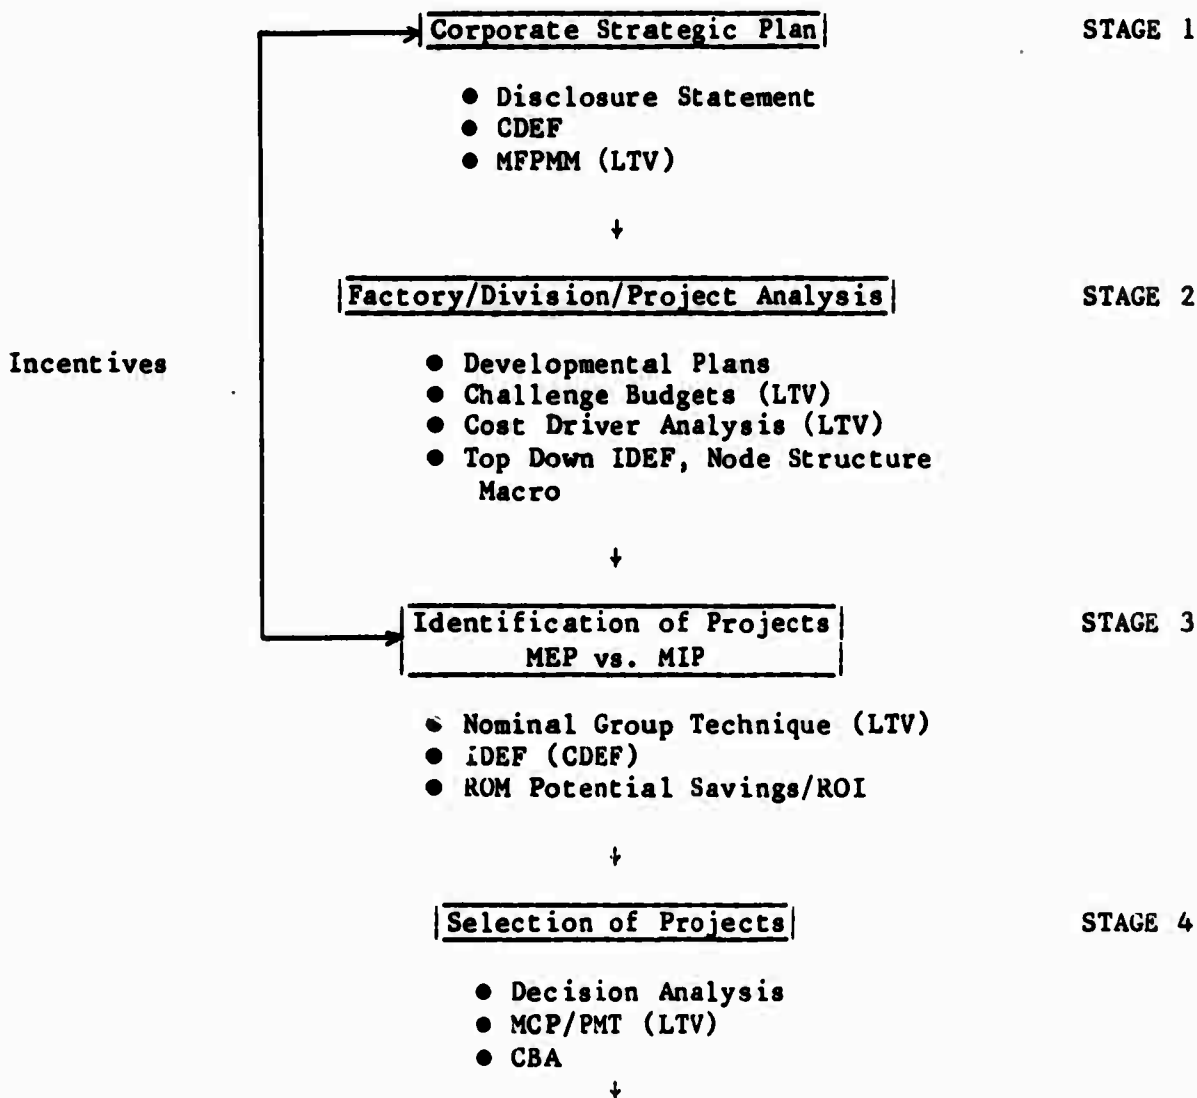 Corporate Strategic Plan STAGE 1
● Disclosure Statement
● CDEF
● MFPMM (LTV)
Factory/Division/Project Analysis STAGE 2
Incentives
● Developmental Plans
● Challenge Budgets (LTV)
● Cost Driver Analysis (LTV)
● Top Down IDEF, Node Structure
Macro
Identification of Projects STAGE 3
MEP vs. MIP
● Nominal Group Technique (LTV)
● IDEF (CDEF)
● ROM Potential Savings/ROI
Selection of Projects STAGE 4
● Decision Analysis
● MCP/PMT (LTV)
● CBA